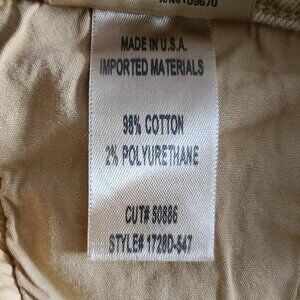 MADE IN U.S.A.
IMPORTED MATERIALS
98% COTTON
2% POLYURETHANE
CUT# 50886
STYLE# 1728D-547